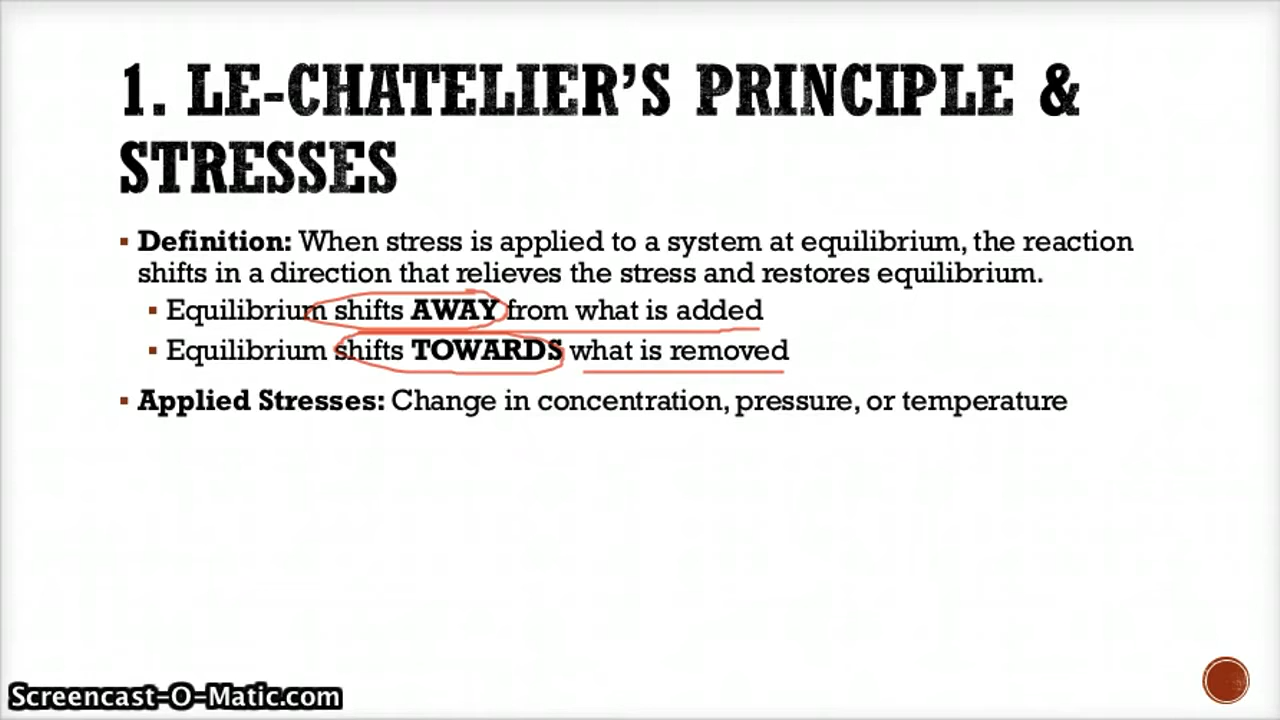 1. LE-CHATELIER'S PRINCIPLE &
STRESSES
▪ Definition: When stress is applied to a system at equilibrium, the reaction
shifts in a direction that relieves the stress and restores equilibrium.
▪ Equilibrium shifts AWAY from what is added
▪ Equilibrium shifts TOWARDS what is removed
▪ Applied Stresses: Change in concentration, pressure, or temperature
Screencast-O-Matic.com